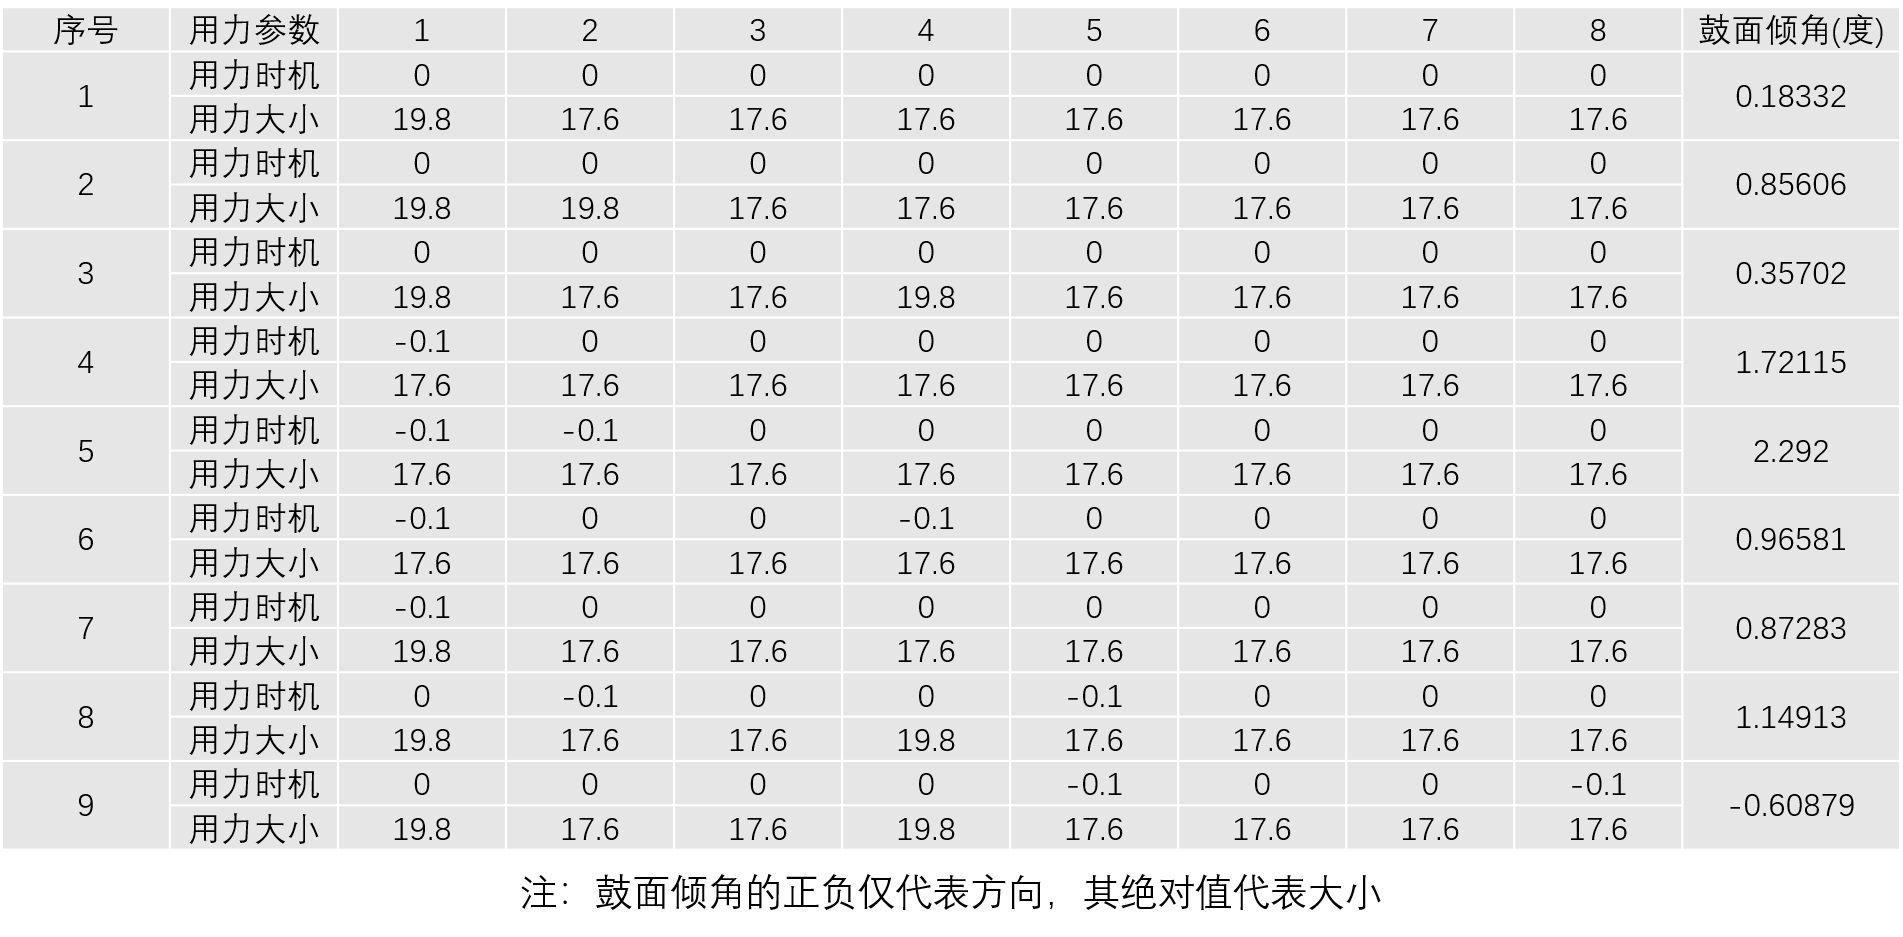 序号 用力参数 1 2 3 4 5 6 7 8 鼓面倾角(度)
1 用力时机 0 0 0 0 0 0 0 0 0.18332
用力大小 19.8 17.6 17.6 17.6 17.6 17.6 17.6 17.6
2 用力时机 0 0 0 0 0 0 0 0 0.85606
用力大小 19.8 19.8 17.6 17.6 17.6 17.6 17.6 17.6
3 用力时机 0 0 0 0 0 0 0 0 0.35702
用力大小 19.8 17.6 17.6 19.8 17.6 17.6 17.6 17.6
4 用力时机 -0.1 0 0 0 0 0 0 0 1.72115
用力大小 17.6 17.6 17.6 17.6 17.6 17.6 17.6 17.6
5 用力时机 -0.1 -0.1 0 0 0 0 0 0 2.292
用力大小 17.6 17.6 17.6 17.6 17.6 17.6 17.6 17.6
6 用力时机 -0.1 0 0 -0.1 0 0 0 0 0.96581
用力大小 17.6 17.6 17.6 17.6 17.6 17.6 17.6 17.6
7 用力时机 -0.1 0 0 0 0 0 0 0 0.87283
用力大小 19.8 17.6 17.6 17.6 17.6 17.6 17.6 17.6
8 用力时机 0 -0.1 0 0 -0.1 0 0 0 1.14913
用力大小 19.8 17.6 17.6 19.8 17.6 17.6 17.6 17.6
9 用力时机 0 0 0 0 -0.1 0 0 -0.1 -0.60879
用力大小 19.8 17.6 17.6 19.8 17.6 17.6 17.6 17.6
注：鼓面倾角的正负仅代表方向，其绝对值代表大小